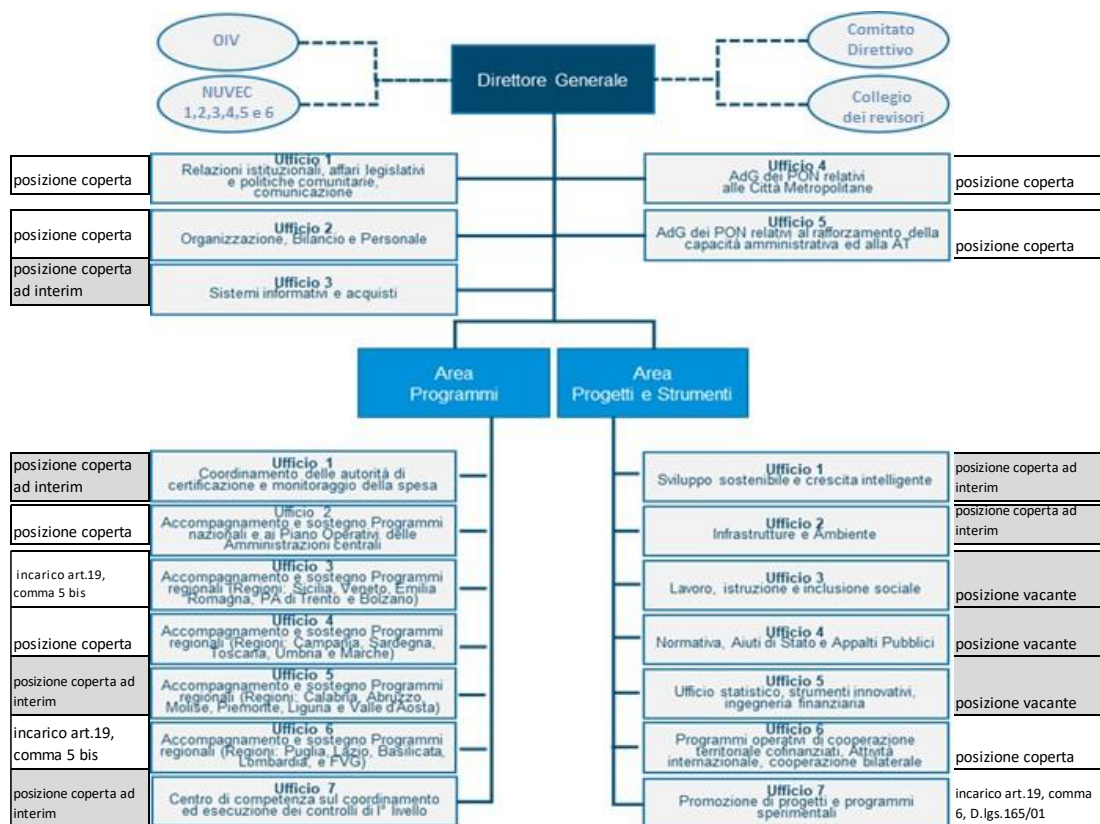 OIV
NUVEC
1,2,3,4,5 e 6
Direttore Generale
Comitato
Direttivo
Collegio
dei revisori
posizione coperta
Ufficio 1
Relazioni istituzionali, affari legislativi
e politiche comunitarie,
comunicazione
Ufficio 4
AdG dei PON relativi
alle Città Metropolitane
posizione coperta
posizione coperta
Ufficio 2
Organizzazione, Bilancio e Personale
Ufficio 5
AdG dei PON relativi al rafforzamento della
capacità amministrativa ed alla AT
posizione coperta
posizione coperta
ad interim
Ufficio 3
Sistemi informativi e acquisti
Area
Programmi
Area
Progetti e Strumenti
posizione coperta
ad interim
Ufficio 1
Coordinamento delle autorità di
certificazione e monitoraggio della spesa
Ufficio 1
Sviluppo sostenibile e crescita intelligente
posizione coperta ad
interim
posizione coperta
Ufficio 2
Accompagnamento e sostegno Programmi
nazionali e ai Piano Operativi delle
Amministrazioni centrali
Ufficio 2
Infrastrutture e Ambiente
posizione coperta ad
interim
incarico art.19,
comma 5 bis
Ufficio 3
Accompagnamento e sostegno Programmi
regionali (Regioni: Sicilia, Veneto, Emilia
Romagna, PA di Trento e Bolzano)
Ufficio 3
Lavoro, istruzione e inclusione sociale
posizione vacante
posizione coperta
Ufficio 4
Accompagnamento e sostegno Programmi
regionali (Regioni: Campania, Sardegna,
Toscana, Umbria e Marche)
Ufficio 4
Normativa, Aiuti di Stato e Appalti Pubblici
posizione vacante
posizione coperta ad
interim
Ufficio 5
Accompagnamento e sostegno Programmi
regionali (Regioni: Calabria, Abruzzo,
Molise, Piemonte, Liguria e Valle d'Aosta)
Ufficio 5
Ufficio statistico, strumenti innovativi,
ingegneria finanziaria
posizione vacante
incarico art.19,
comma 5 bis
Ufficio 6
Accompagnamento e sostegno Programmi
regionali (Regioni: Puglia, Lazio, Basilicata,
Lombardia, e FVG)
Ufficio 6
Programmi operativi di cooperazione
territoriale cofinanziati, Attività
internazionale, cooperazione bilaterale
posizione coperta
posizione coperta ad
interim
Ufficio 7
Centro di competenza sul coordinamento
ed esecuzione dei controlli di I° livello
Ufficio 7
Promozione di progetti e programmi
sperimentali
incarico art.19, comma
6, D.lgs.165/01